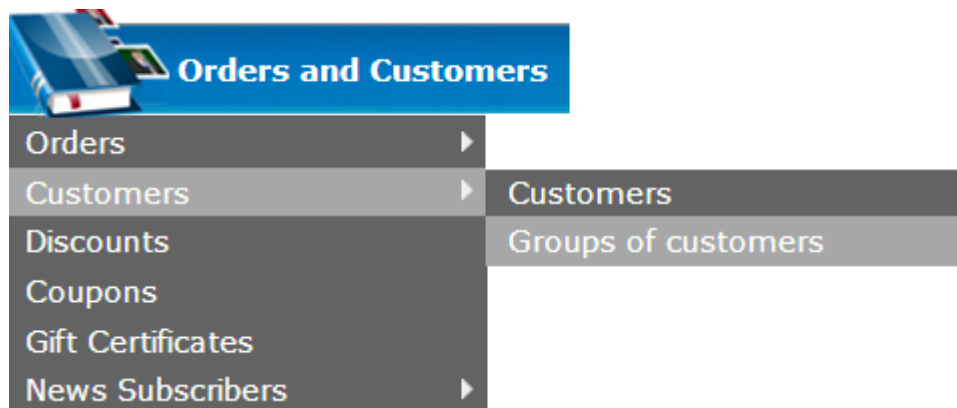 Orders and Customers
Orders
Customers
Customers
Discounts
Groups of customers
Coupons
Gift Certificates
News Subscribers